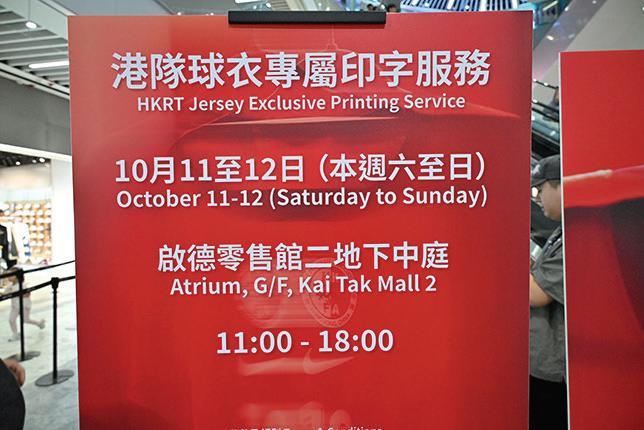 港隊球衣專屬印字服務
HKRT Jersey Exclusive Printing Service
10月11至12日（本週六至日）
October 11-12 (Saturday to Sunday)
啟德零售館二地下中庭
Atrium, G/F, Kai Tak Mall 2
11:00 - 18:00